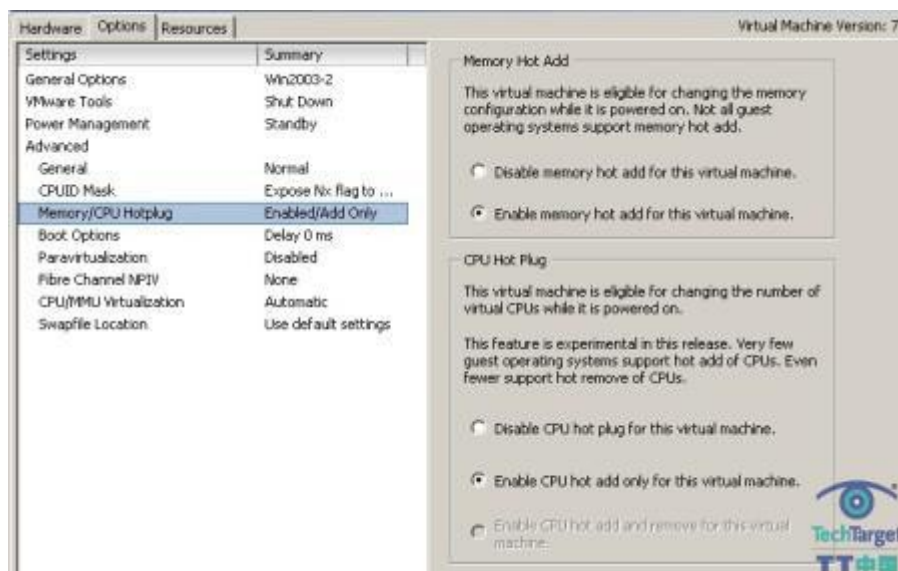 Hardware Options Resources Virtual Machine Version: 7
Settings Summary
General Options Win2003-2
VMware Tools Shut Down
Power Management Standby
Advanced
General Normal
CPUID Mask Expose Nx flag to ...
Memory/CPU Hotplug Enabled/Add Only
Boot Options Delay 0 ms
Paravirtualization Disabled
Fibre Channel NPIV None
CPU/MMU Virtualization Automatic
Swapfile Location Use default settings
Memory Hot Add
This virtual machine is eligible for changing the memory
configuration while it is powered on. Not all guest
operating systems support memory hot add.
Disable memory hot add for this virtual machine.
Enable memory hot add for this virtual machine.
CPU Hot Plug
This virtual machine is eligible for changing the number of
virtual CPUs while it is powered on.
This feature is experimental in this release. Very few
guest operating systems support hot add of CPUs. Even
fewer support hot remove of CPUs.
Disable CPU hot plug for this virtual machine.
Enable CPU hot add only for this virtual machine.
Enable CPU hot add and remove for this virtual
machine.
TechTarget
TT中国